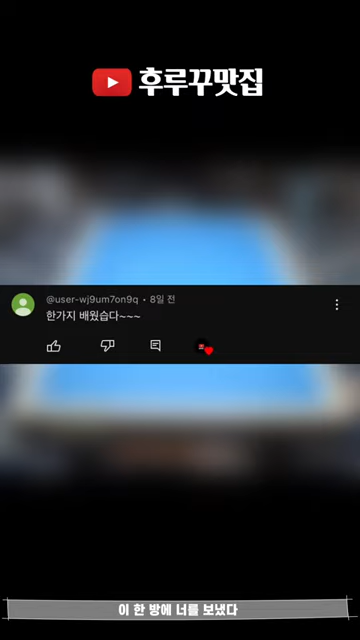 후루꾸맛집
@user-wj9um7on9q • 8일 전
한가지 배웠습다~~~
이 한 방에 너를 보냈다